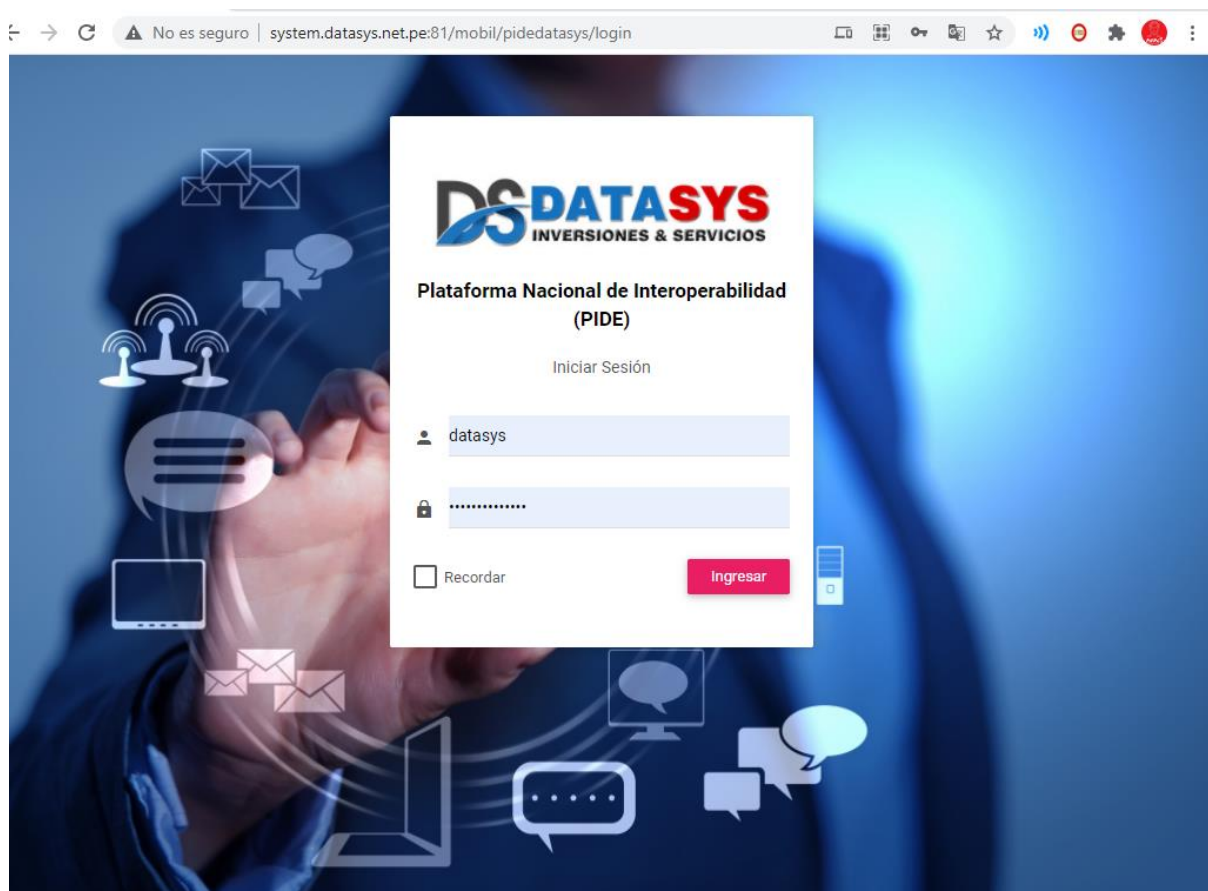 No es seguro | system.datasys.net.pe:81/mobil/pidedatasys/login
DS DATASYS
INVERSIONES & SERVICIOS
Plataforma Nacional de Interoperabilidad
(PIDE)
Iniciar Sesión
datasys
••••••••••••••
Recordar
Ingresar